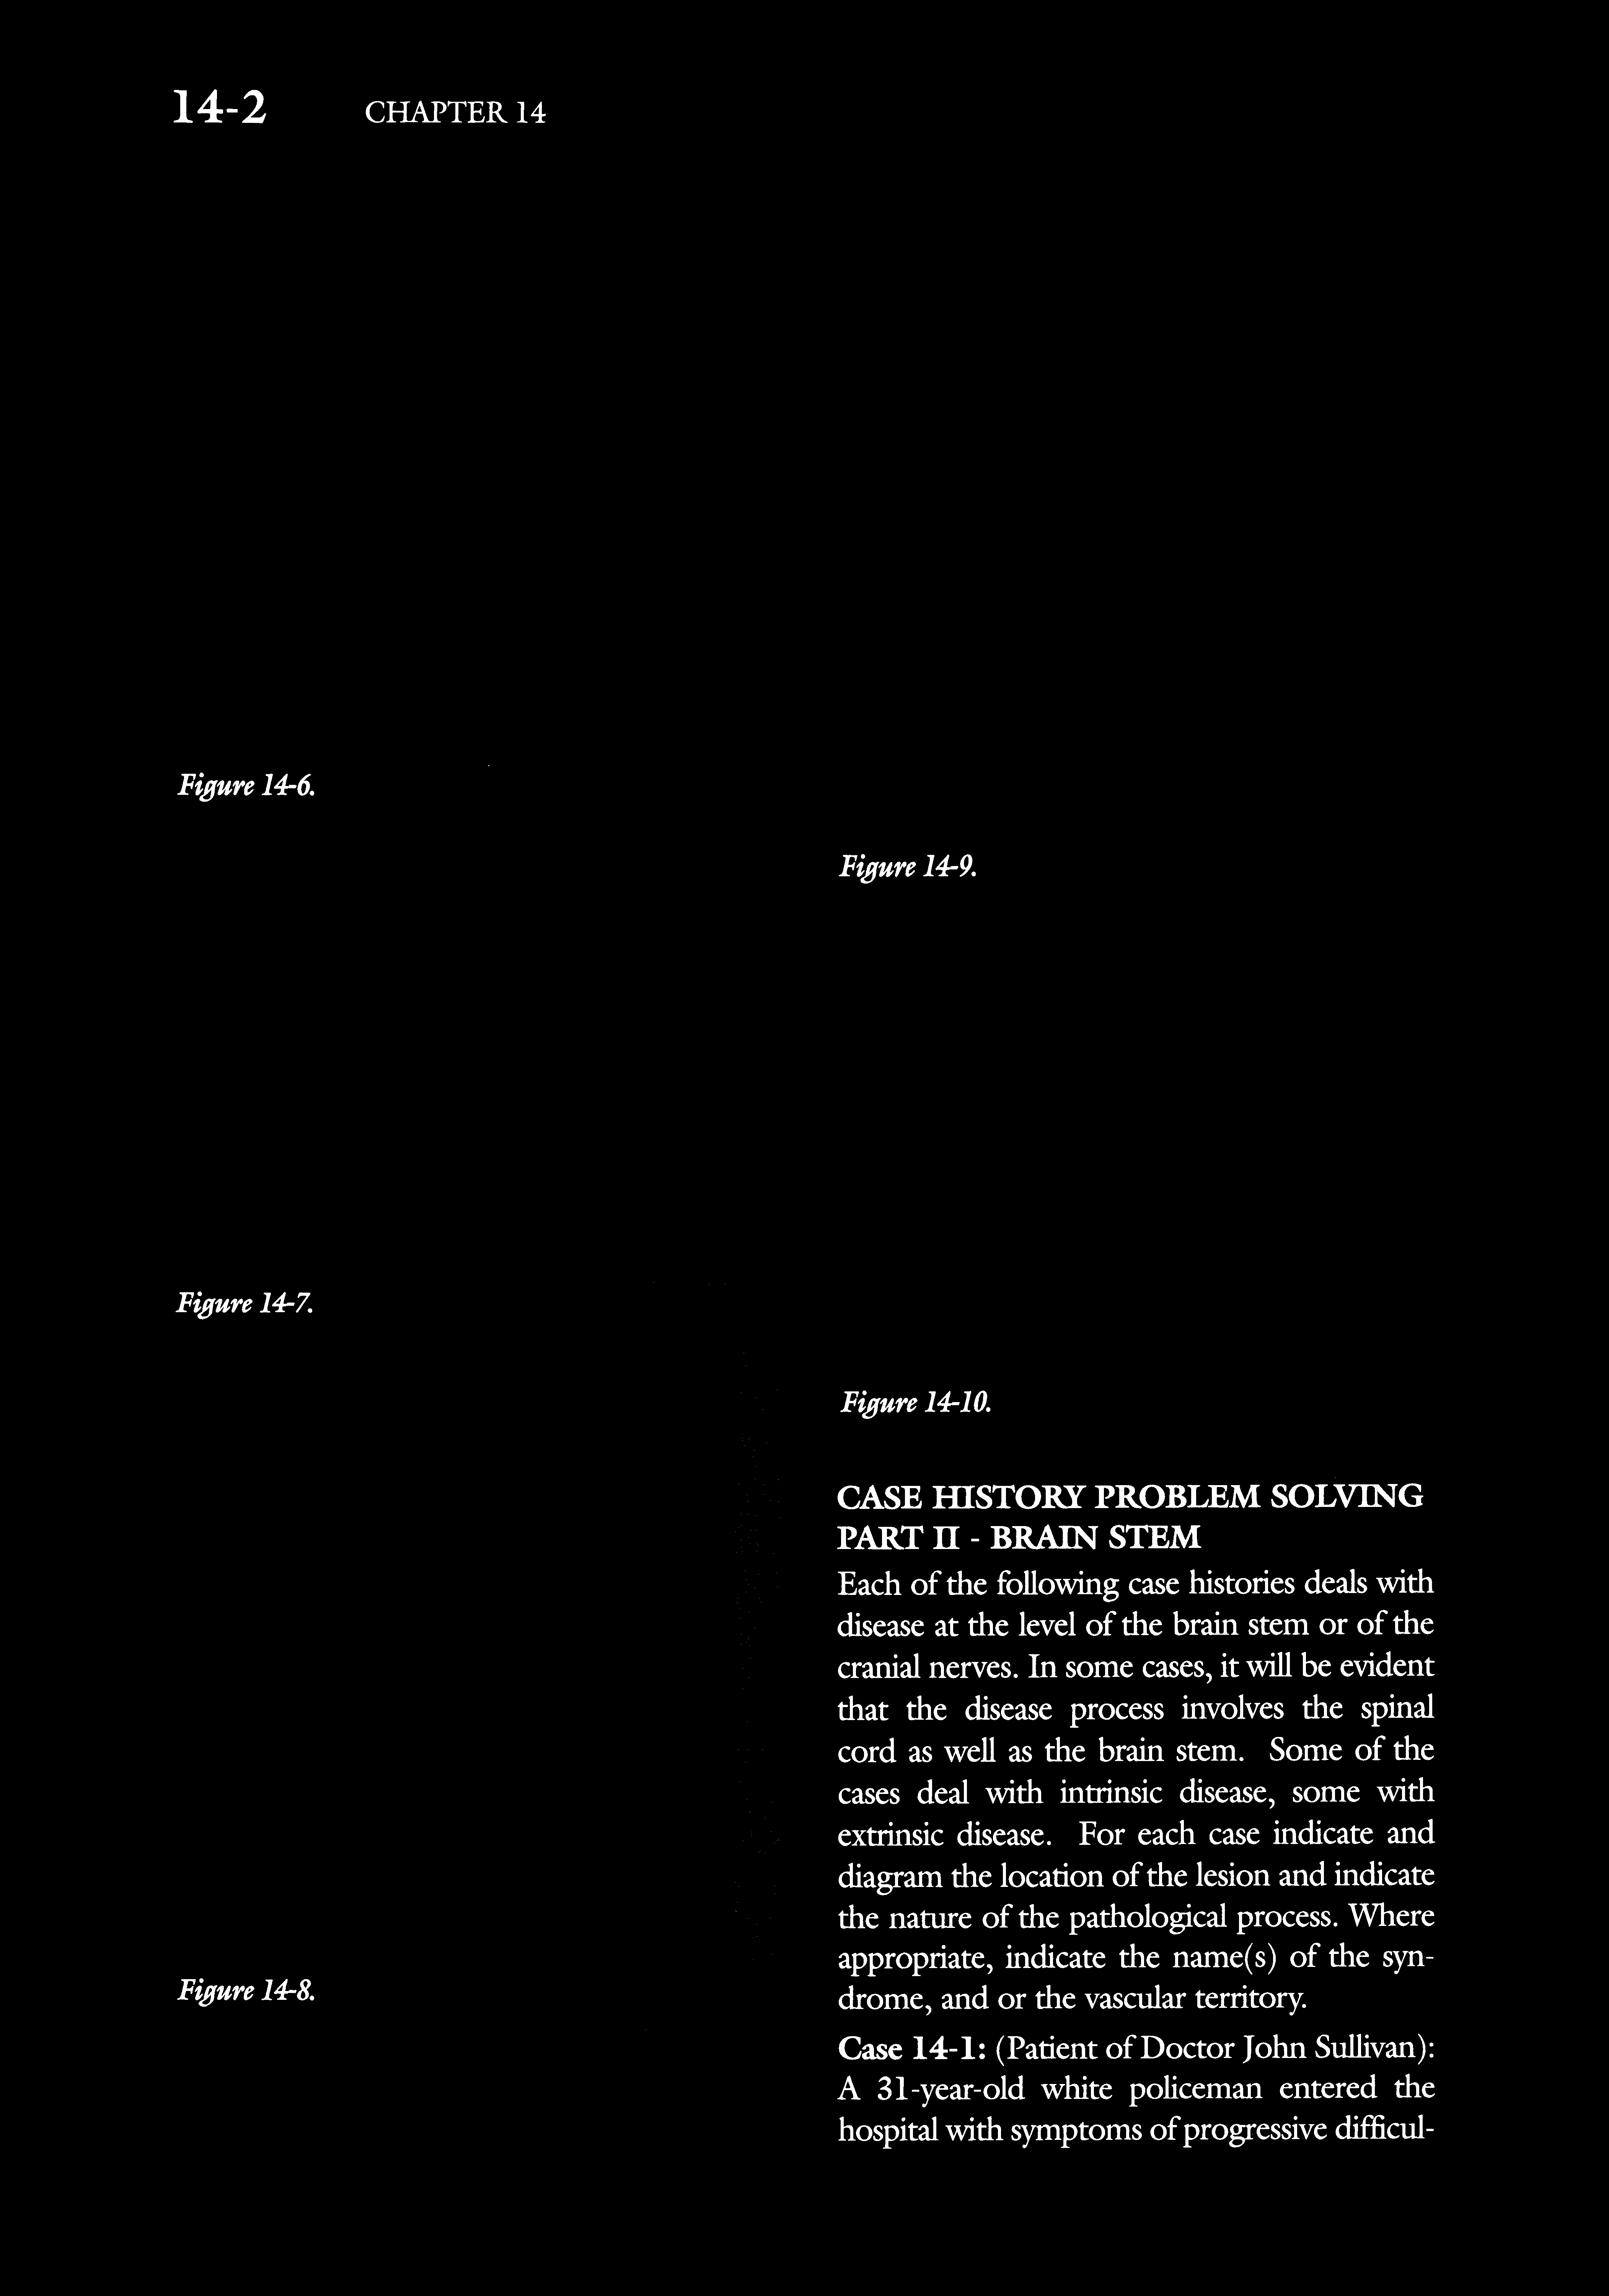 14-2 CHAPTER 14
Figure 14-6.
Figure 14-7.
Figure 14-8.
Figure 14-9.
Figure 14-10.
CASE HISTORY PROBLEM SOLVING
PART II - BRAIN STEM
Each of the following case histories deals with
disease at the level of the brain stem or of the
cranial nerves. In some cases, it will be evident
that the disease process involves the spinal
cord as well as the brain stem. Some of the
cases deal with intrinsic disease, some with
extrinsic disease. For each case indicate and
diagram the location of the lesion and indicate
the nature of the pathological process. Where
appropriate, indicate the name(s) of the syn-
drome, and or the vascular territory.
Case 14-1: (Patient of Doctor John Sullivan):
A 31-year-old white policeman entered the
hospital with symptoms of progressive difficul-